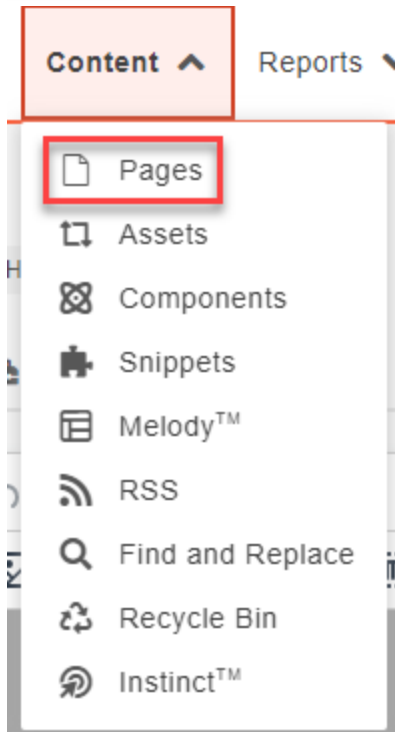 Content Reports
Pages
Assets
Components
Snippets
Melody™
RSS
Find and Replace
Recycle Bin
Instinct™